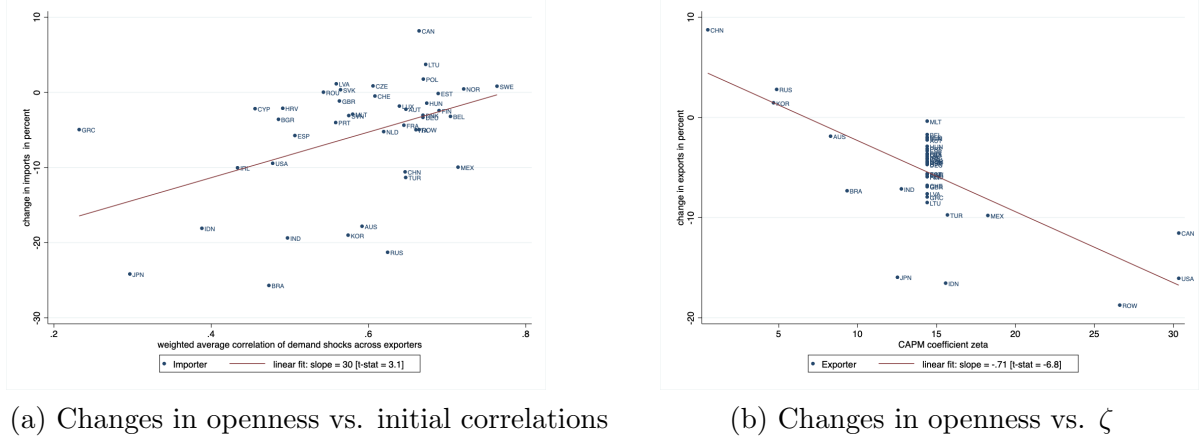 10
0
-10
-20
-30
change in imports in percent
CAN
LTU
POL
LVA
SVK
CZE
ROU
CHE
EST
NOR
SWE
GBR
HRV
CYP
LUX
HUN
AUT
FIN
BEL
BGR
PRT
FRA
ROW
NLD
GRC
ESP
USA
MEX
CHN
TUR
IDN
AUS
KOR
IND
RUS
JPN
BRA
.2 .4 .6 .8
weighted average correlation of demand shocks across exporters
Importer linear fit: slope = 30 [t-stat = 3.1]
(a) Changes in openness vs. initial correlations
10
0
-10
-20
change in exports in percent
CHN
RUS
KOR
MLT
AUS
BRA
IND
LVA
GRC
LTU
TUR
MEX
CAN
JPN
IDN
USA
ROW
5 10 15 20 25 30
CAPM coefficient zeta
Exporter linear fit: slope = -.71 [t-stat = -6.8]
(b) Changes in openness vs. ζ